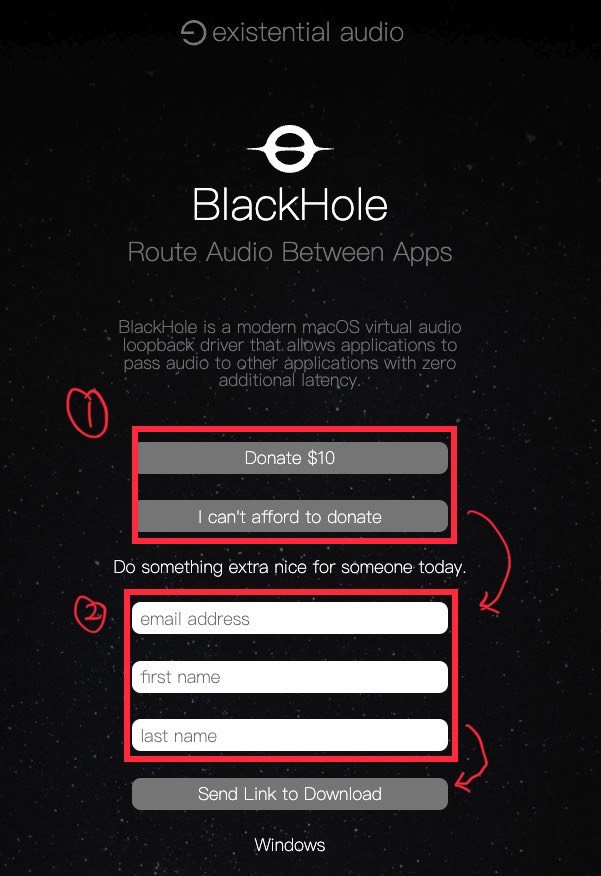 existential audio
BlackHole
Route Audio Between Apps
BlackHole is a modern macOS virtual audio
loopback driver that allows applications to
pass audio to other applications with zero
additional latency.
1
Donate $10
I can't afford to donate
Do something extra nice for someone today.
2
email address
first name
last name
Send Link to Download
Windows